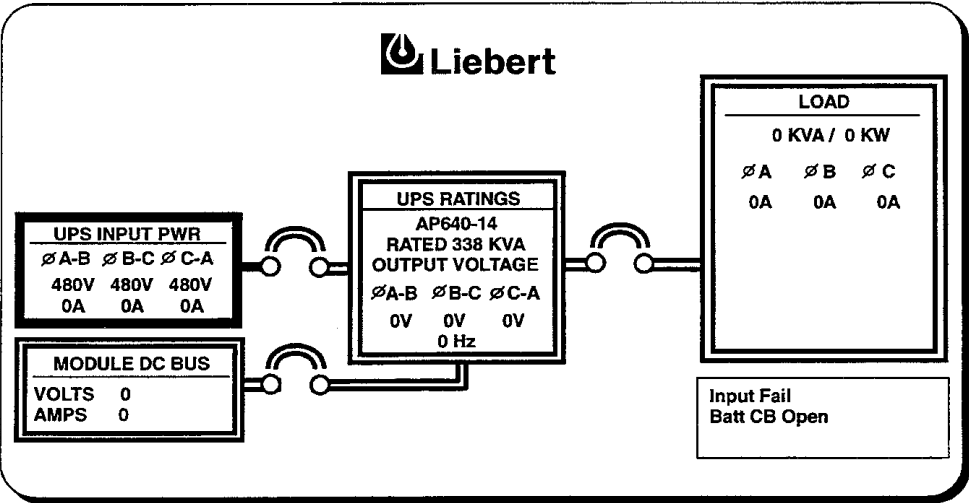 Liebert
LOAD
0 KVA / 0 KW
ØA ØB ØC
0A 0A 0A
UPS RATINGS
AP640-14
RATED 338 KVA
OUTPUT VOLTAGE
ØA-B ØB-C ØC-A
0V 0V 0V
0 Hz
UPS INPUT PWR
ØA-B ØB-C ØC-A
480V 480V 480V
0A 0A 0A
MODULE DC BUS
VOLTS 0
AMPS 0
Input Fail
Batt CB Open